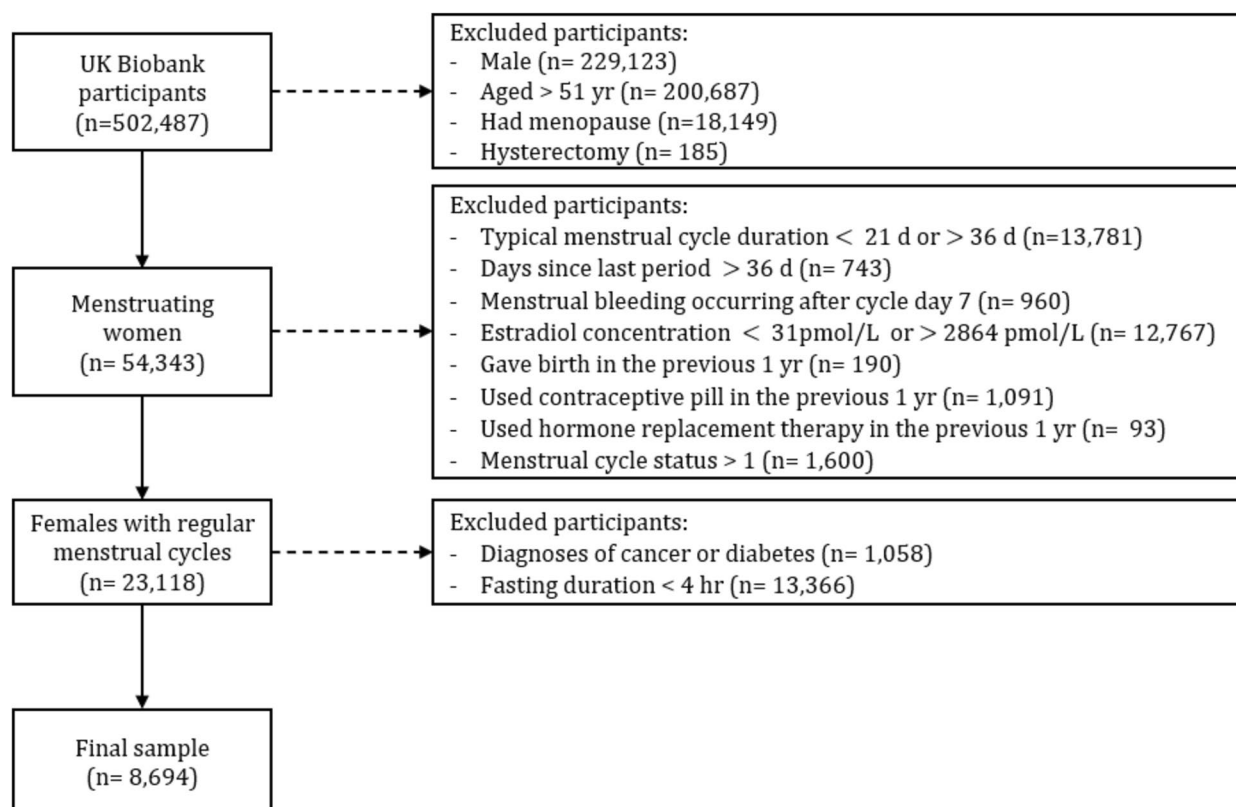 UK Biobank
participants
(n=502,487)
Excluded participants:
- Male (n= 229,123)
- Aged > 51 yr (n= 200,687)
- Had menopause (n=18,149)
- Hysterectomy (n= 185)
Menstruating
women
(n= 54,343)
Excluded participants:
- Typical menstrual cycle duration < 21 d or > 36 d (n=13,781)
- Days since last period > 36 d (n= 743)
- Menstrual bleeding occurring after cycle day 7 (n= 960)
- Estradiol concentration < 31pmol/L or > 2864 pmol/L (n= 12,767)
- Gave birth in the previous 1 yr (n= 190)
- Used contraceptive pill in the previous 1 yr (n= 1,091)
- Used hormone replacement therapy in the previous 1 yr (n= 93)
- Menstrual cycle status > 1 (n= 1,600)
Females with regular
menstrual cycles
(n= 23,118)
Excluded participants:
- Diagnoses of cancer or diabetes (n= 1,058)
- Fasting duration < 4 hr (n= 13,366)
Final sample
(n= 8,694)